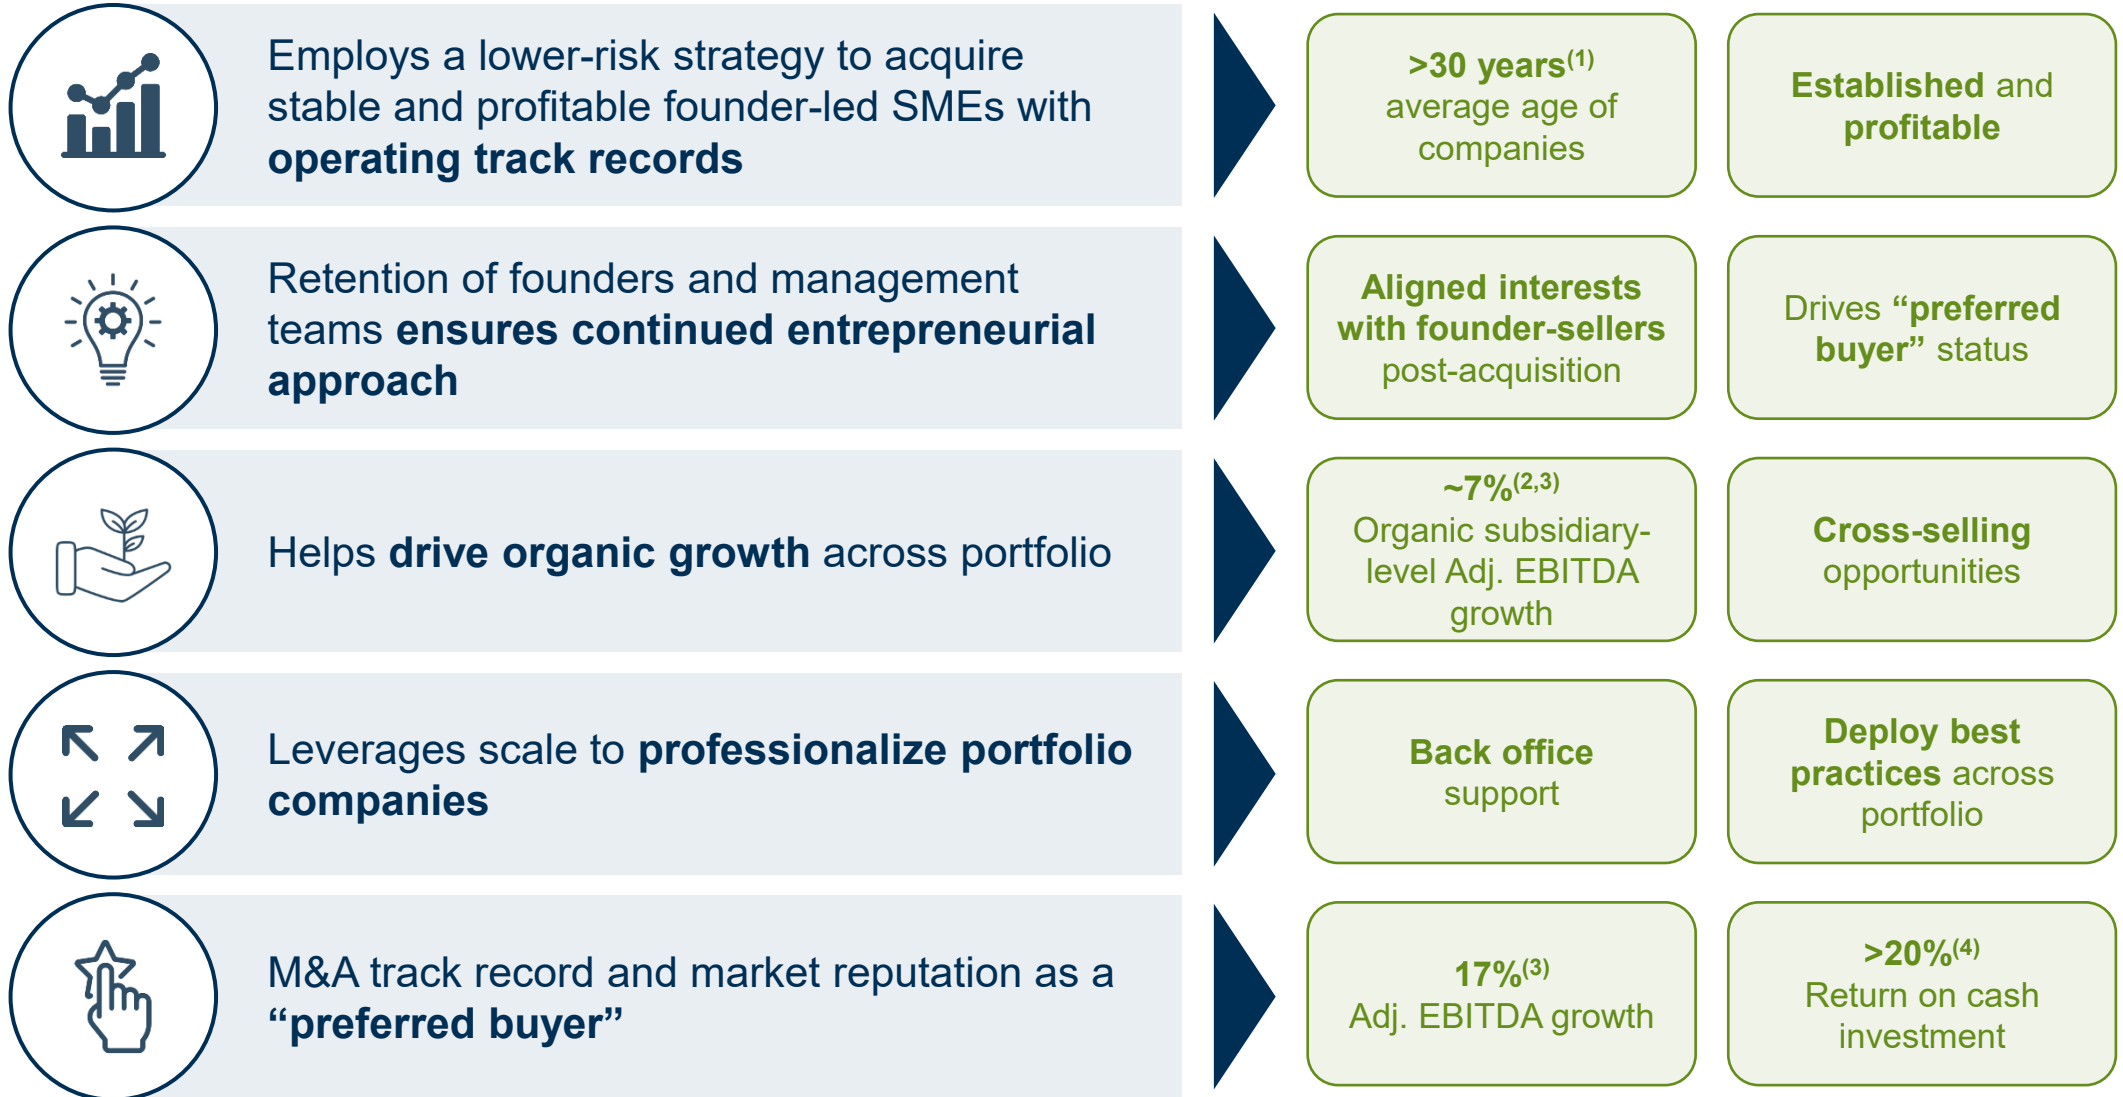 Employs a lower-risk strategy to acquire
stable and profitable founder-led SMEs with
operating track records
>30 years(1)
average age of
companies
Established and
profitable
Retention of founders and management
teams ensures continued entrepreneurial
approach
Aligned interests
with founder-sellers
post-acquisition
Drives “preferred
buyer” status
Helps drive organic growth across portfolio
~7%(2,3)
Organic subsidiary-
level Adj. EBITDA
growth
Cross-selling
opportunities
Leverages scale to professionalize portfolio
companies
Back office
support
Deploy best
practices across
portfolio
M&A track record and market reputation as a
“preferred buyer”
17%(3)
Adj. EBITDA growth
>20%(4)
Return on cash
investment